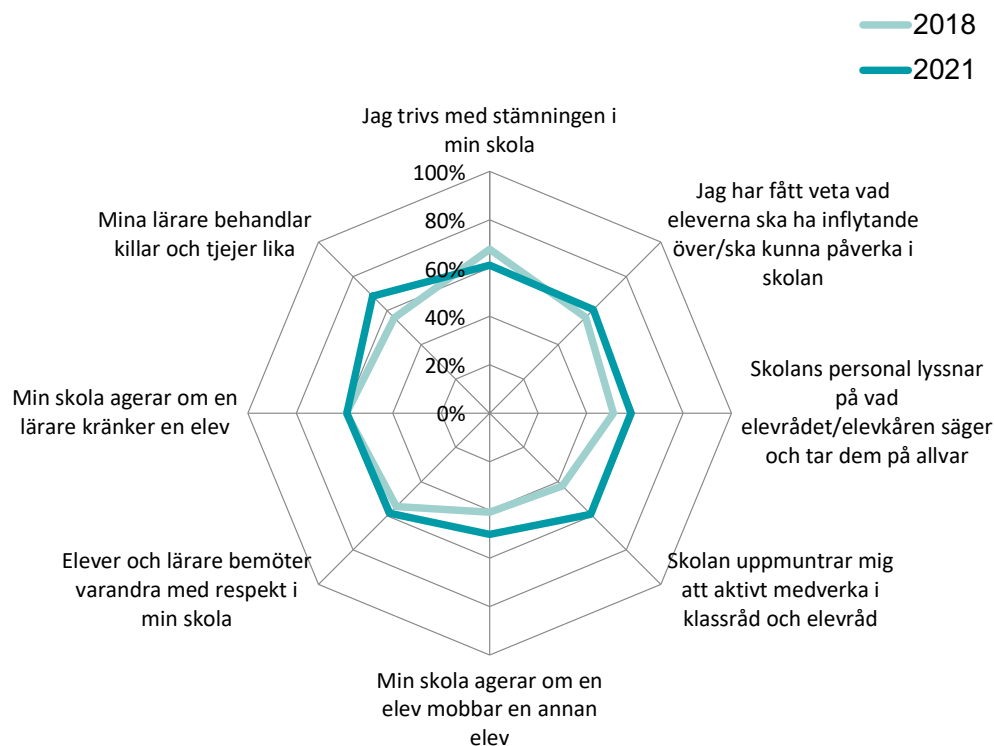 2018
2021
Jag trivs med stämningen i
min skola
Jag har fått veta vad
eleverna ska ha inflytande
över/ska kunna påverka i
skolan
Skolans personal lyssnar
på vad
elevrådet/elevkåren säger
och tar dem på allvar
Skolan uppmuntrar mig
att aktivt medverka i
klassråd och elevråd
Min skola agerar om en
elev mobbar en annan
elev
Elever och lärare bemöter
varandra med respekt i
min skola
Min skola agerar om en
lärare kränker en elev
Mina lärare behandlar
killar och tjejer lika
100%
80%
60%
40%
20%
0%